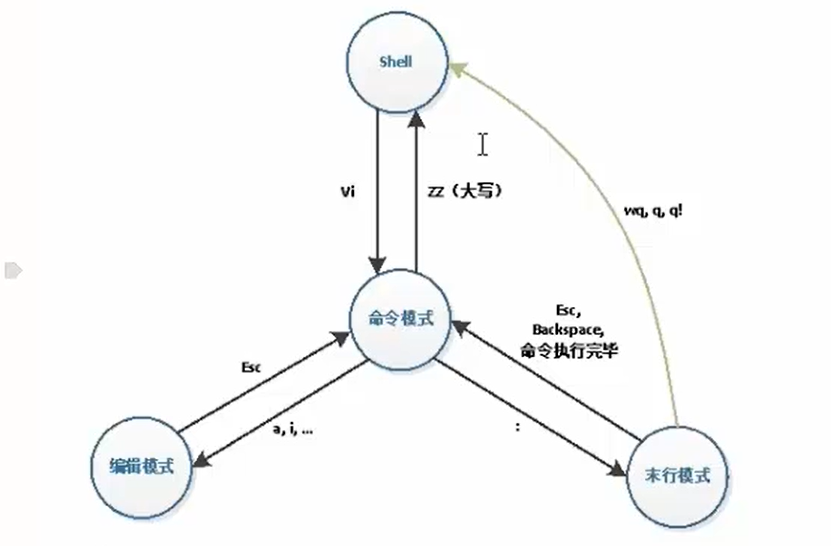 Shell
Vi
ZZ（大写）
wq, q, q!
命令模式
Esc,
Backspace,
命令执行完毕
Esc
a, i, ...
:
编辑模式
末行模式